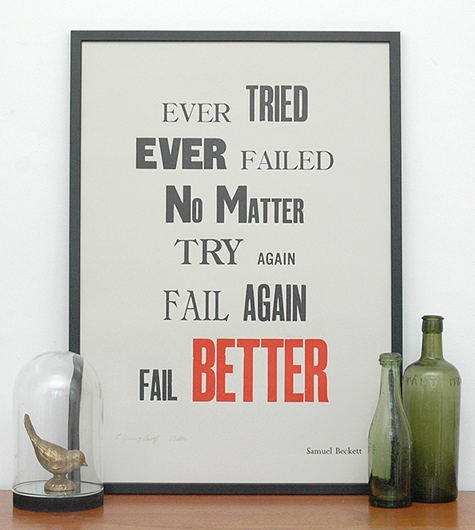 EVER TRIED
EVER FAILED
NO MATTER
TRY AGAIN
FAIL AGAIN
FAIL BETTER
Samuel Beckett